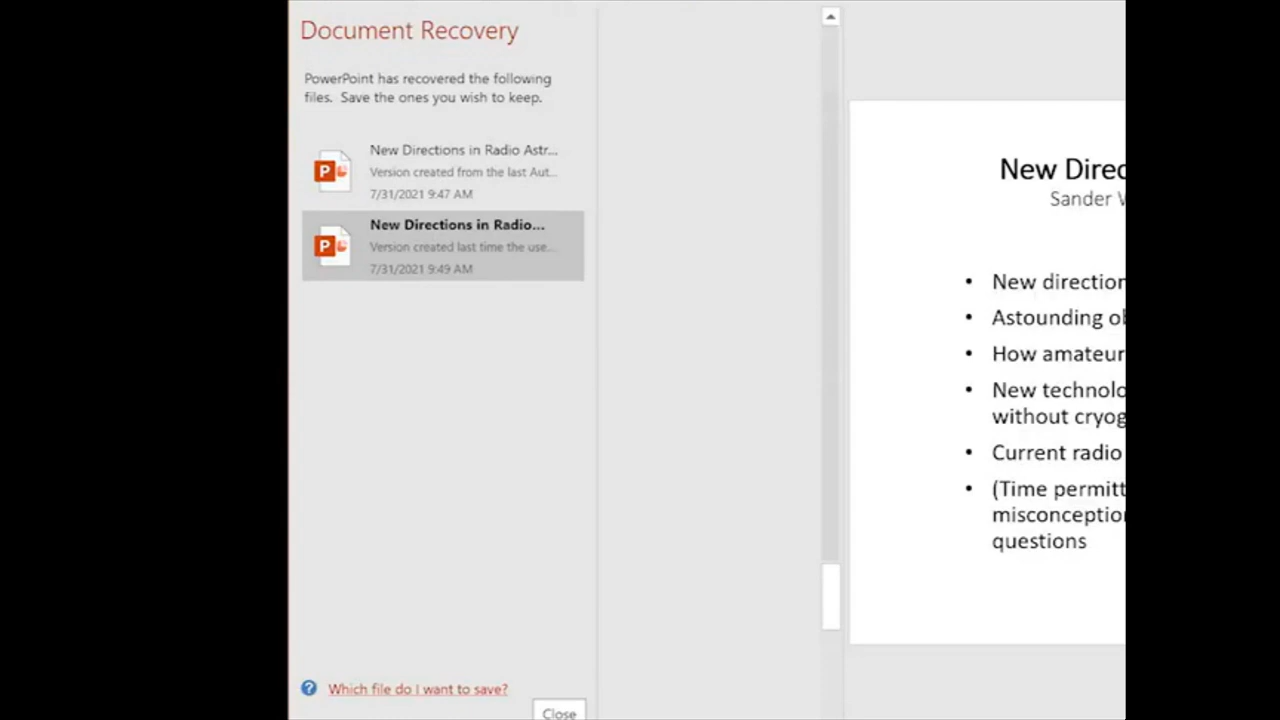 Document Recovery
PowerPoint has recovered the following
files. Save the ones you wish to keep.
New Directions in Radio Astr...
Version created from the last Aut...
7/31/2021 9:47 AM
New Directions in Radio...
Version created last time the use...
7/31/2021 9:49 AM
Which file do I want to save?
Close
New Direc
Sander
• New direction
• Astounding ob
• How amateur
• New technolo
without cryog
• Current radio
• (Time permitt
misconception
questions